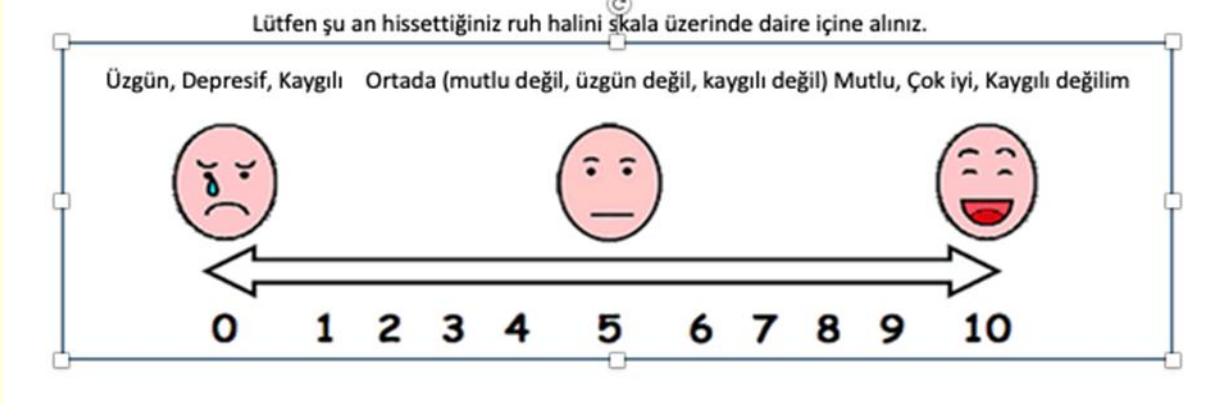 Lütfen şu an hissettiğiniz ruh halini skala üzerinde daire içine alınız.
Üzgün, Depresif, Kaygılı Ortada (mutlu değil, üzgün değil, kaygılı değil) Mutlu, Çok iyi, Kaygılı değilim
0 1 2 3 4 5 6 7 8 9 10